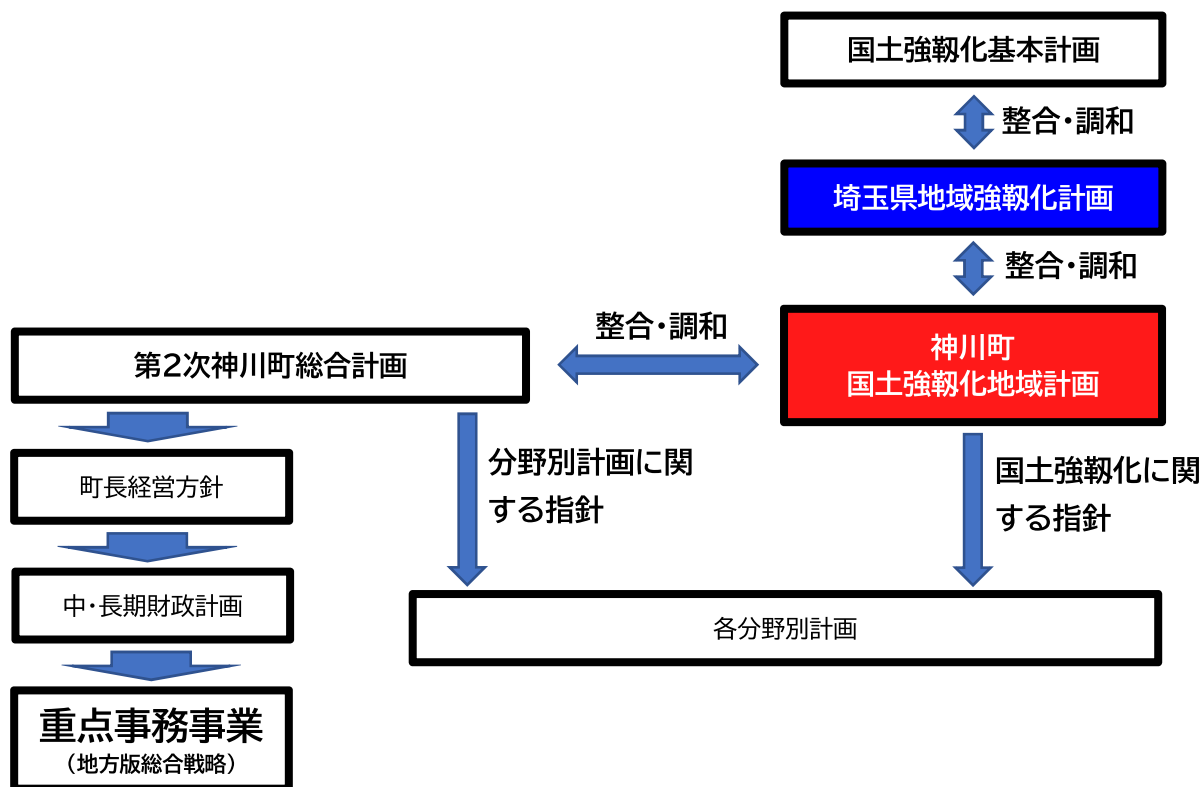 国土強靱化基本計画
整合・調和
埼玉県地域強靱化計画
整合・調和
神川町
国土強靱化地域計画
整合・調和
第2次神川町総合計画
町長経営方針
中・長期財政計画
重点事務事業
（地方版総合戦略）
分野別計画に関
する指針
国土強靱化に関
する指針
各分野別計画